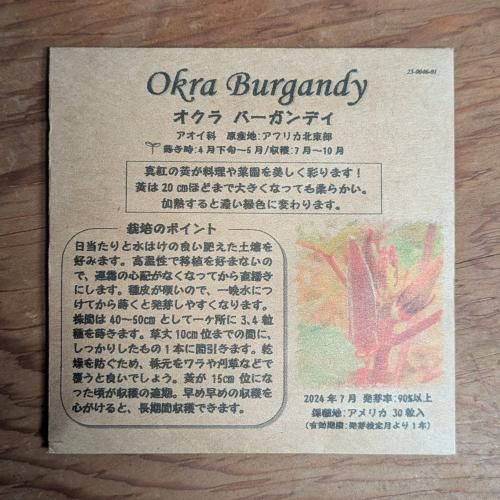 23-0046-01
Okra Burgandy
オクラ バーガンディ
アオイ科 原産地:アフリカ北東部
蒔き時:4月下旬〜6月/収穫:7月〜10月
真紅の莢が料理や菜園を美しく彩ります!
莢は20cmほどまで大きくなっても柔らかい。
加熱すると濃い緑色に変わります。
栽培のポイント
日当たりと水はけの良い肥えた土壌を
好みます。高温性で移植を好まないの
で、遅霜の心配がなくなってから直播き
にします。種皮が硬いので、一晩水につ
けてから蒔くと発芽しやすくなります。
株間は40〜50cmとして一ヶ所に3、4粒
種を蒔きます。草丈10cm位までの間に、
しっかりしたもの1本に間引きます。乾
燥を防ぐため、株元をワラや刈草などで
覆うと良いでしょう。莢が15cm位にな
った頃が収穫の適期。早め早めの収穫を
心がけると、長期間収穫できます。
2024年7月 発芽率:90%以上
採種地:アメリカ 30粒入
(有効期限:発芽検定月より1年)